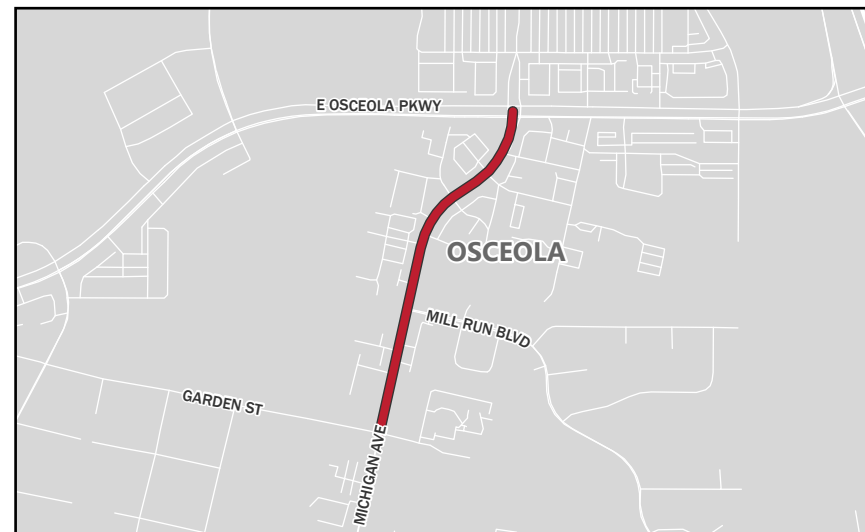 E OSCEOLA PKWY
OSCEOLA
MILL RUN BLVD
GARDEN ST
MICHIGAN AVE